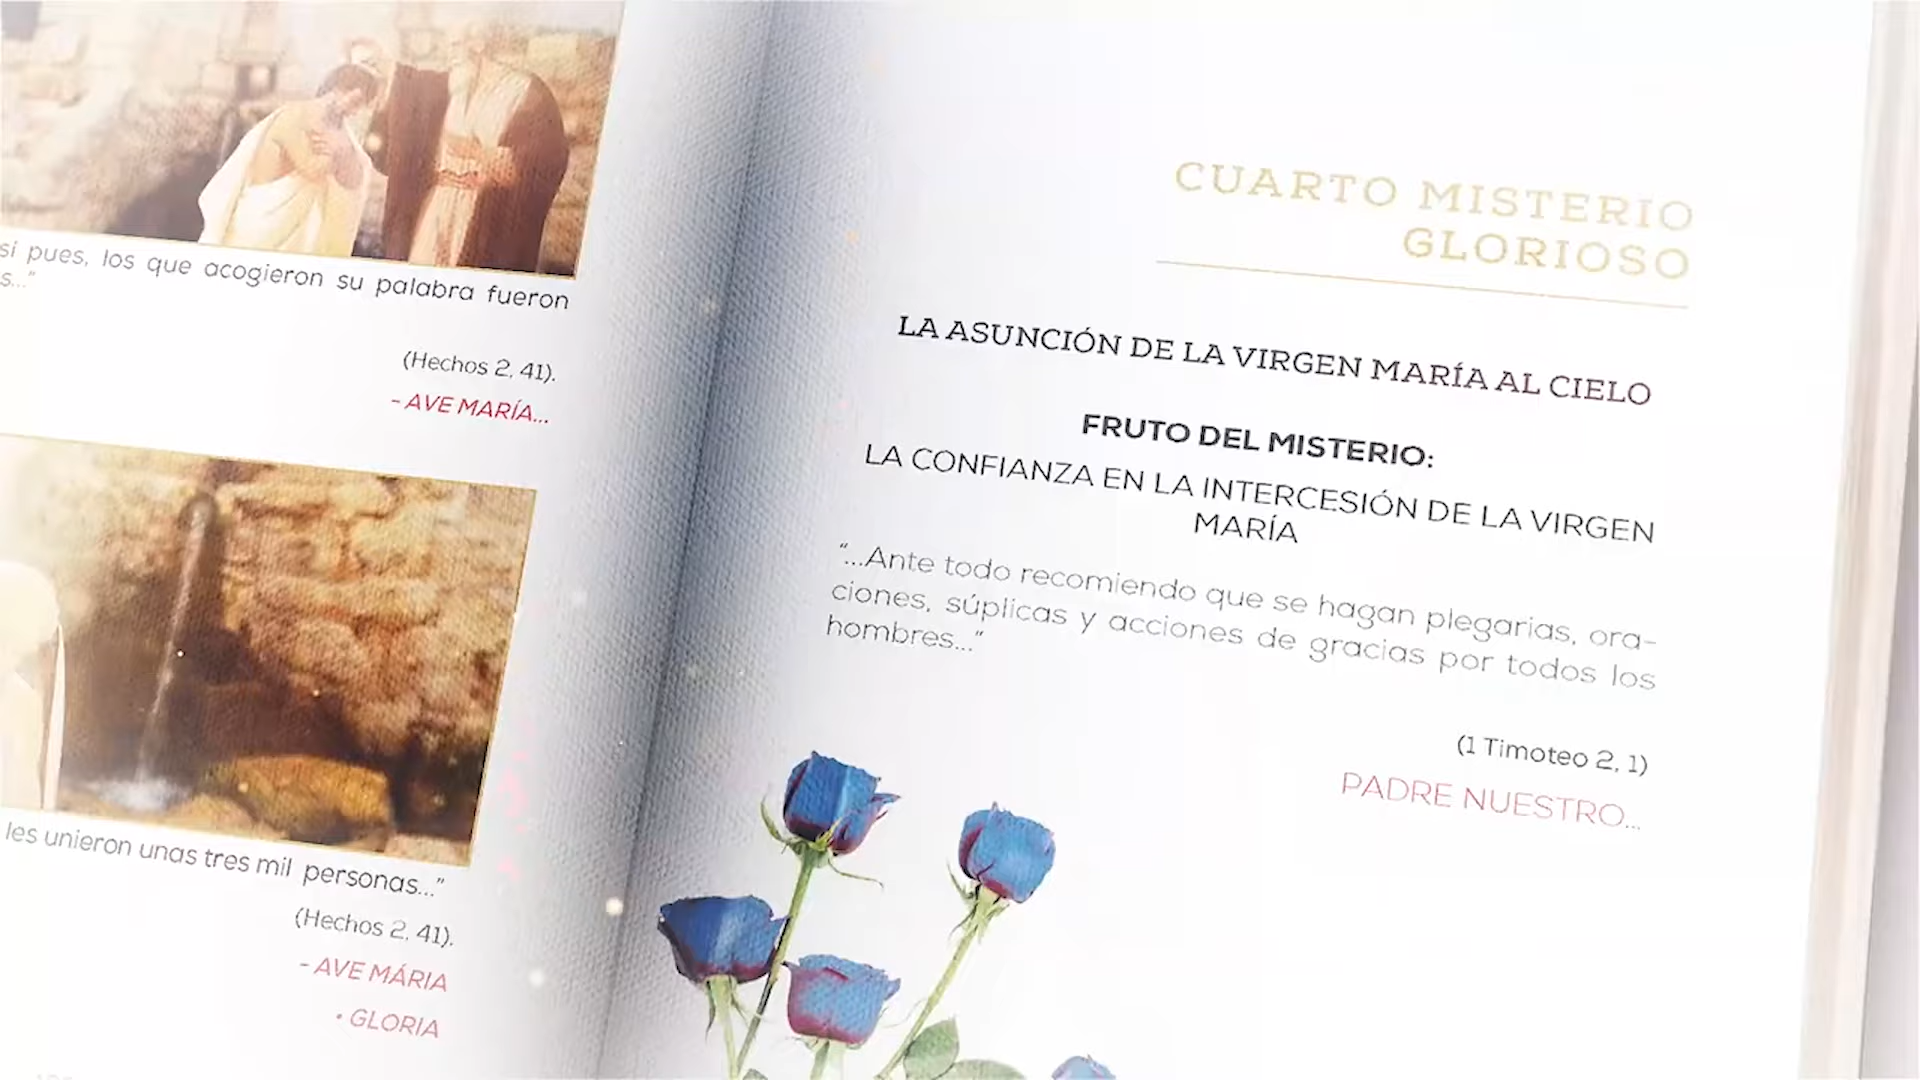 si pues, los que acogieron su palabra fueron
s..."
(Hechos 2, 41).
- AVE MARÍA...
les unieron unas tres mil personas..."
(Hechos 2, 41).
- AVE MÁRIA
• GLORIA
CUARTO MISTERIO
GLORIOSO
LA ASUNCIÓN DE LA VIRGEN MARÍA AL CIELO
FRUTO DEL MISTERIO:
LA CONFIANZA EN LA INTERCESIÓN DE LA VIRGEN
MARÍA
“...Ante todo recomiendo que se hagan plegarias, ora-
ciones, súplicas y acciones de gracias por todos los
hombres...”
(1 Timoteo 2, 1)
PADRE NUESTRO...